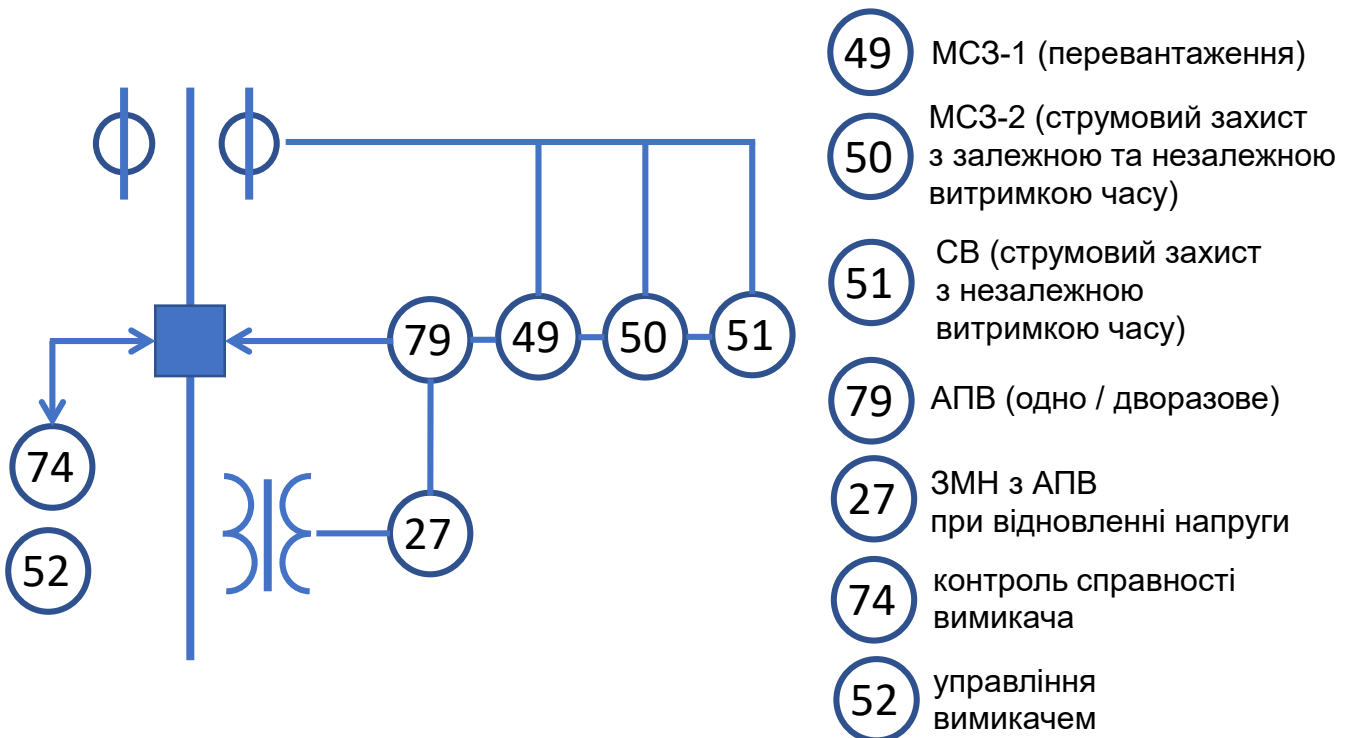 79
49
50
51
74
27
52
49 МСЗ-1 (перевантаження)
50 МСЗ-2 (струмовий захист
з залежною та незалежною
витримкою часу)
51 СВ (струмовий захист
з незалежною
витримкою часу)
79 АПВ (одно / дворазове)
27 ЗМН з АПВ
при відновленні напруги
74 контроль справності
вимикача
52 управління
вимикачем